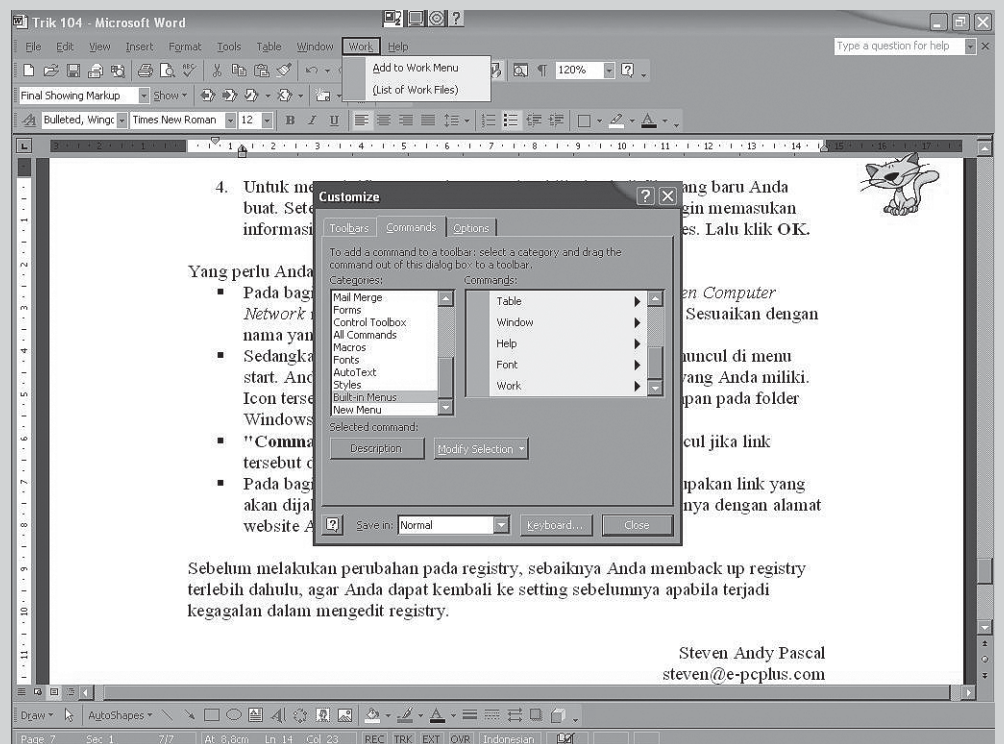 Trik 104 - Microsoft Word
File Edit View Insert Format Tools Table Window Work Help
Type a question for help
Add to Work Menu
(List of Work Files)
120%
Final Showing Markup Show
Bulleted, Wingc Times New Roman 12 B I U
4. Untuk me ang baru Anda
buat. Sete gin memasukan
informasi es. Lalu klik OK.
Yang perlu Anda
Pada bagi en Computer
Network Sesuaikan dengan
nama yan
Sedangka muncul di menu
start. And yang Anda miliki.
Icon terse pan pada folder
Windows
"Comma cul jika link
tersebut d
Pada bagi upakan link yang
akan dijal nya dengan alamat
website A
Customize
Toolbars Commands Options
To add a command to a toolbar: select a category and drag the
command out of this dialog box to a toolbar.
Categories: Commands:
Mail Merge
Forms
Control Toolbox
All Commands
Macros
Fonts
AutoText
Styles
Built-in Menus
New Menu
Table
Window
Help
Font
Work
Selected command:
Description Modify Selection
Save in: Normal Keyboard... Close
Sebelum melakukan perubahan pada registry, sebaiknya Anda memback up registry
terlebih dahulu, agar Anda dapat kembali ke setting sebelumnya apabila terjadi
kegagalan dalam mengedit registry.
Steven Andy Pascal
steven@e-pcplus.com
Draw AutoShapes
Page 7 Sec 1 7/7 At 8,8cm Ln 14 Col 23 REC TRK EXT OVR Indonesian